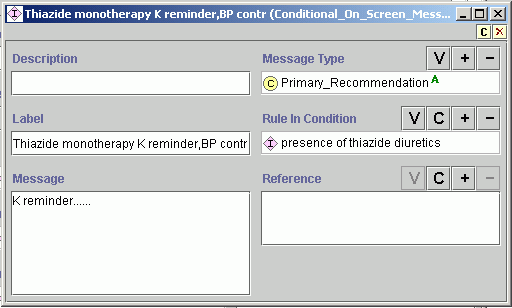 Thiazide monotherapy K reminder,BP contr (Conditional_On_Screen_Mess...
C
Description
Message Type
V + −
C Primary_Recommendation A
Label
Rule In Condition
V C + −
Thiazide monotherapy K reminder,BP contr
I presence of thiazide diuretics
Message
Reference
V C + −
K reminder......